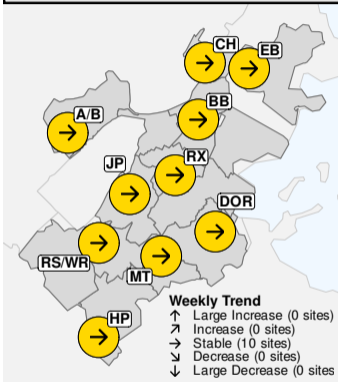 CH
EB
BB
A/B
RX
JP
DOR
RS/WR
MT
HP
Weekly Trend
↑ Large Increase (0 sites)
↗ Increase (0 sites)
→ Stable (10 sites)
↘ Decrease (0 sites)
↓ Large Decrease (0 sites